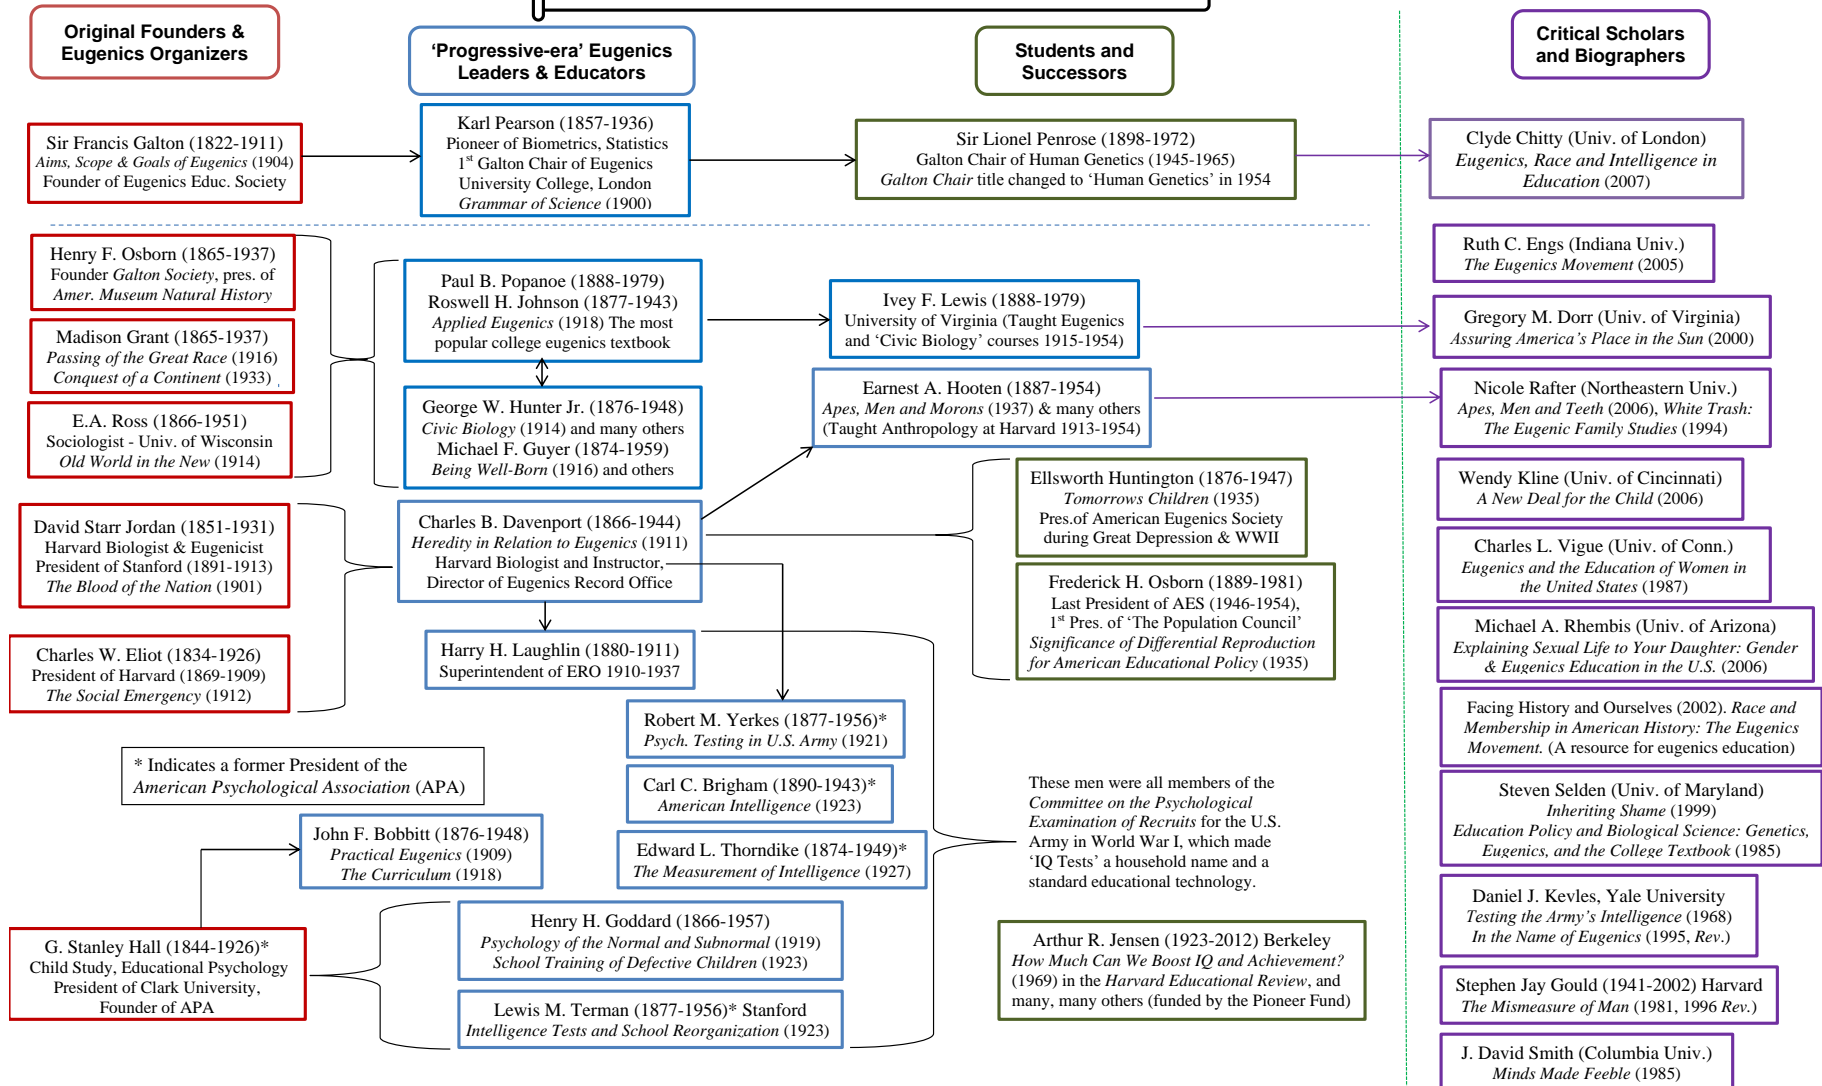 Original Founders &
Eugenics Organizers
‘Progressive-era’ Eugenics
Leaders & Educators
Students and
Successors
Critical Scholars
and Biographers
Sir Francis Galton (1822-1911)
Aims, Scope & Goals of Eugenics (1904)
Founder of Eugenics Educ. Society
Karl Pearson (1857-1936)
Pioneer of Biometrics, Statistics
1st Galton Chair of Eugenics
University College, London
Grammar of Science (1900)
Sir Lionel Penrose (1898-1972)
Galton Chair of Human Genetics (1945-1965)
Galton Chair title changed to ‘Human Genetics’ in 1954
Clyde Chitty (Univ. of London)
Eugenics, Race and Intelligence in
Education (2007)
Henry F. Osborn (1865-1937)
Founder Galton Society, pres. of
Amer. Museum Natural History
Madison Grant (1865-1937)
Passing of the Great Race (1916)
Conquest of a Continent (1933) .
E.A. Ross (1866-1951)
Sociologist - Univ. of Wisconsin
Old World in the New (1914)
Paul B. Popanoe (1888-1979)
Roswell H. Johnson (1877-1943)
Applied Eugenics (1918) The most
popular college eugenics textbook
George W. Hunter Jr. (1876-1948)
Civic Biology (1914) and many others
Michael F. Guyer (1874-1959)
Being Well-Born (1916) and others
Ivey F. Lewis (1888-1979)
University of Virginia (Taught Eugenics
and ‘Civic Biology’ courses 1915-1954)
Earnest A. Hooten (1887-1954)
Apes, Men and Morons (1937) & many others
(Taught Anthropology at Harvard 1913-1954)
Ruth C. Engs (Indiana Univ.)
The Eugenics Movement (2005)
Gregory M. Dorr (Univ. of Virginia)
Assuring America’s Place in the Sun (2000)
Nicole Rafter (Northeastern Univ.)
Apes, Men and Teeth (2006), White Trash:
The Eugenic Family Studies (1994)
David Starr Jordan (1851-1931)
Harvard Biologist & Eugenicist
President of Stanford (1891-1913)
The Blood of the Nation (1901)
Charles W. Eliot (1834-1926)
President of Harvard (1869-1909)
The Social Emergency (1912)
Charles B. Davenport (1866-1944)
Heredity in Relation to Eugenics (1911)
Harvard Biologist and Instructor,
Director of Eugenics Record Office
Harry H. Laughlin (1880-1911)
Superintendent of ERO 1910-1937
Ellsworth Huntington (1876-1947)
Tomorrows Children (1935)
Pres.of American Eugenics Society
during Great Depression & WWII
Frederick H. Osborn (1889-1981)
Last President of AES (1946-1954),
1st Pres. of ‘The Population Council’
Significance of Differential Reproduction
for American Educational Policy (1935)
Wendy Kline (Univ. of Cincinnati)
A New Deal for the Child (2006)
Charles L. Vigue (Univ. of Conn.)
Eugenics and the Education of Women in
the United States (1987)
Michael A. Rhembis (Univ. of Arizona)
Explaining Sexual Life to Your Daughter: Gender
& Eugenics Education in the U.S. (2006)
Robert M. Yerkes (1877-1956)*
Psych. Testing in U.S. Army (1921)
Carl C. Brigham (1890-1943)*
American Intelligence (1923)
Edward L. Thorndike (1874-1949)*
The Measurement of Intelligence (1927)
* Indicates a former President of the
American Psychological Association (APA)
John F. Bobbitt (1876-1948)
Practical Eugenics (1909)
The Curriculum (1918)
G. Stanley Hall (1844-1926)*
Child Study, Educational Psychology
President of Clark University,
Founder of APA
Henry H. Goddard (1866-1957)
Psychology of the Normal and Subnormal (1919)
School Training of Defective Children (1923)
Lewis M. Terman (1877-1956)* Stanford
Intelligence Tests and School Reorganization (1923)
These men were all members of the
Committee on the Psychological
Examination of Recruits for the U.S.
Army in World War I, which made
‘IQ Tests’ a household name and a
standard educational technology.
Arthur R. Jensen (1923-2012) Berkeley
How Much Can We Boost IQ and Achievement?
(1969) in the Harvard Educational Review, and
many, many others (funded by the Pioneer Fund)
Facing History and Ourselves (2002). Race and
Membership in American History: The Eugenics
Movement. (A resource for eugenics education)
Steven Selden (Univ. of Maryland)
Inheriting Shame (1999)
Education Policy and Biological Science: Genetics,
Eugenics, and the College Textbook (1985)
Daniel J. Kevles, Yale University
Testing the Army’s Intelligence (1968)
In the Name of Eugenics (1995, Rev.)
Stephen Jay Gould (1941-2002) Harvard
The Mismeasure of Man (1981, 1996 Rev.)
J. David Smith (Columbia Univ.)
Minds Made Feeble (1985)